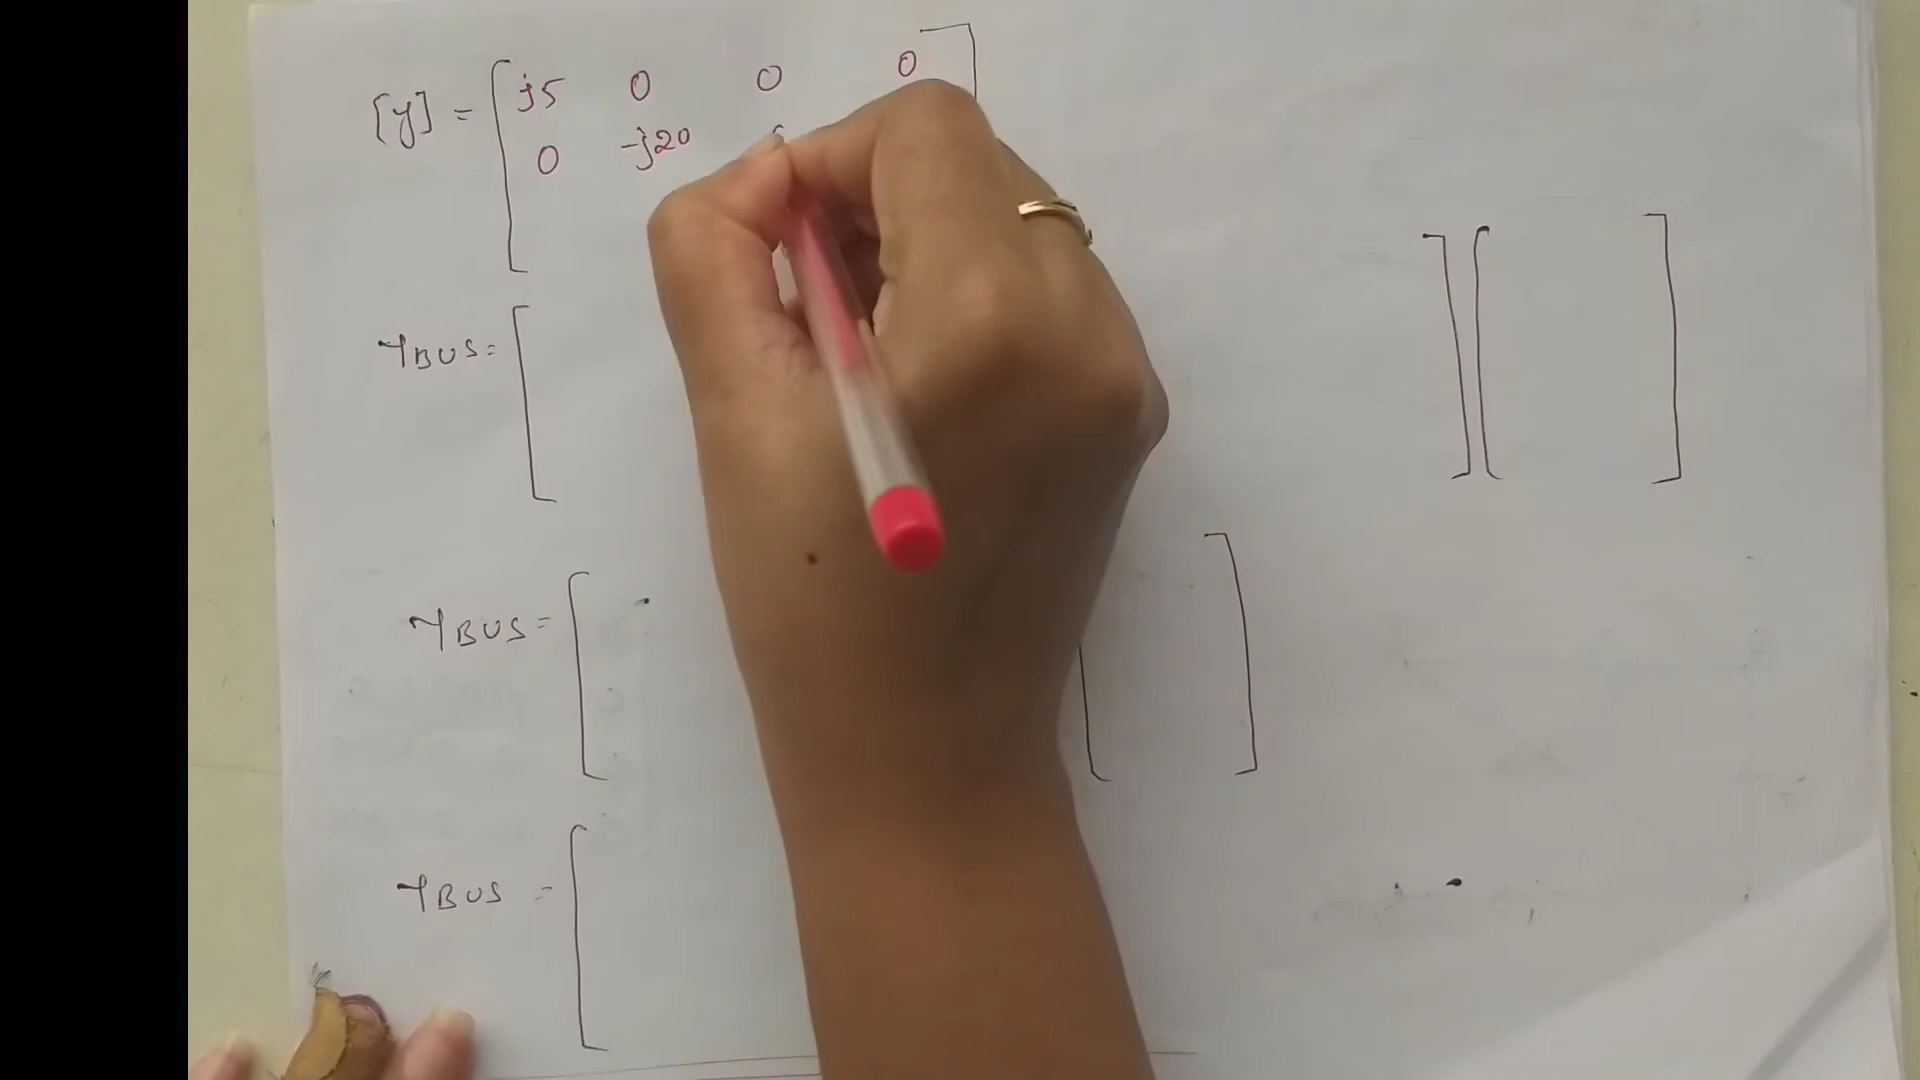 [y] = [ j5 0 0 0 ]
0 -j20
YBUS = [ ] [ ]
YBUS = [ ]
YBUS = [